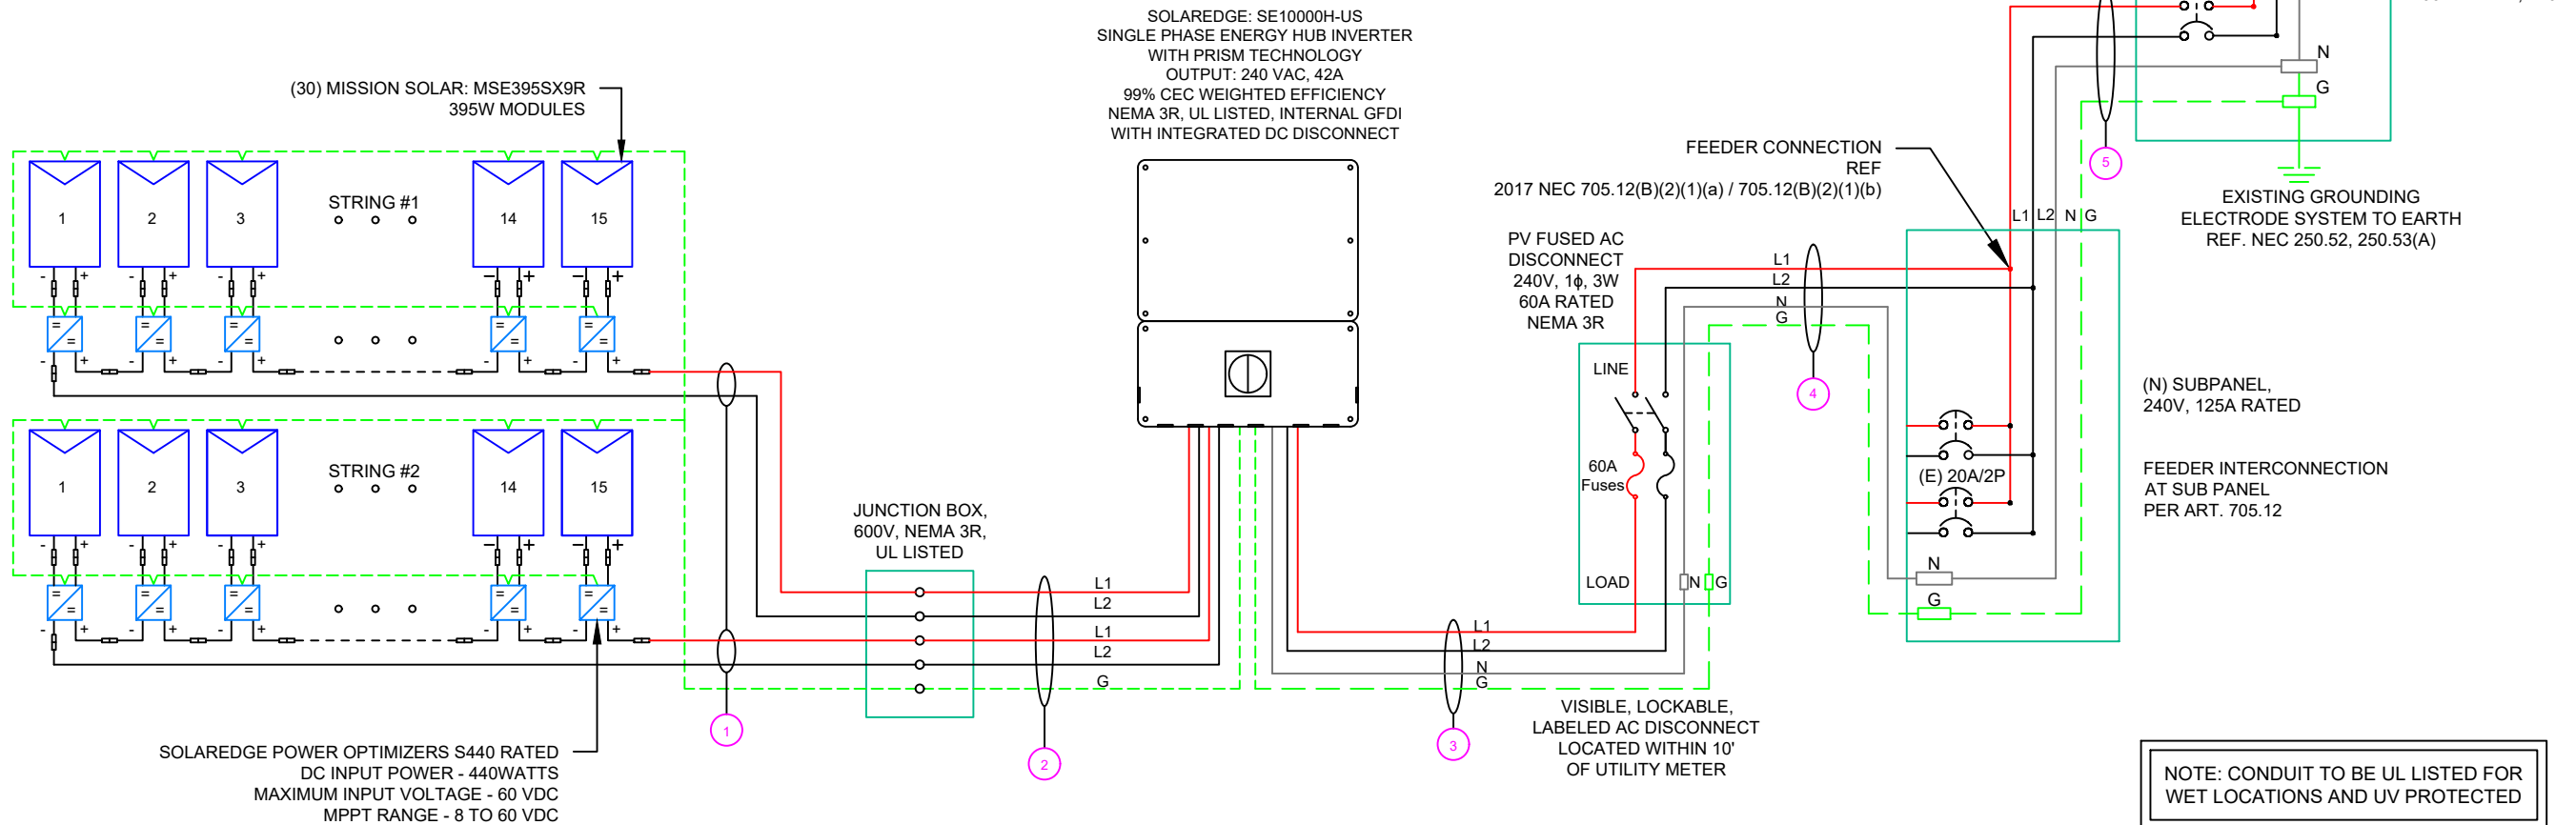 SOLAREDGE: SE10000H-US
SINGLE PHASE ENERGY HUB INVERTER
WITH PRISM TECHNOLOGY
OUTPUT: 240 VAC, 42A
99% CEC WEIGHTED EFFICIENCY
NEMA 3R, UL LISTED, INTERNAL GFDI
WITH INTEGRATED DC DISCONNECT
(30) MISSION SOLAR: MSE395SX9R
395W MODULES
1 2 3 STRING #1 14 15
- + - + - + - + - +
= = = = = = = = = =
- + - + - + - + - +
1 2 3 STRING #2 14 15
- + - + - + - + - +
= = = = = = = = = =
- + - + - + - + - +
SOLAREDGE POWER OPTIMIZERS S440 RATED
DC INPUT POWER - 440WATTS
MAXIMUM INPUT VOLTAGE - 60 VDC
MPPT RANGE - 8 TO 60 VDC
1
JUNCTION BOX,
600V, NEMA 3R,
UL LISTED
L1
L2
L1
L2
G
2
L1
L2
N
G
3
PV FUSED AC
DISCONNECT
240V, 1ϕ, 3W
60A RATED
NEMA 3R
LINE
60A
Fuses
LOAD
N G
VISIBLE, LOCKABLE,
LABELED AC DISCONNECT
LOCATED WITHIN 10'
OF UTILITY METER
L1
L2
N
G
4
FEEDER CONNECTION
REF
2017 NEC 705.12(B)(2)(1)(a) / 705.12(B)(2)(1)(b)
L1 L2 N G
(E) 20A/2P
N
G
5
N
G
EXISTING GROUNDING
ELECTRODE SYSTEM TO EARTH
REF. NEC 250.52, 250.53(A)
(N) SUBPANEL,
240V, 125A RATED
FEEDER INTERCONNECTION
AT SUB PANEL
PER ART. 705.12
NOTE: CONDUIT TO BE UL LISTED FOR
WET LOCATIONS AND UV PROTECTED